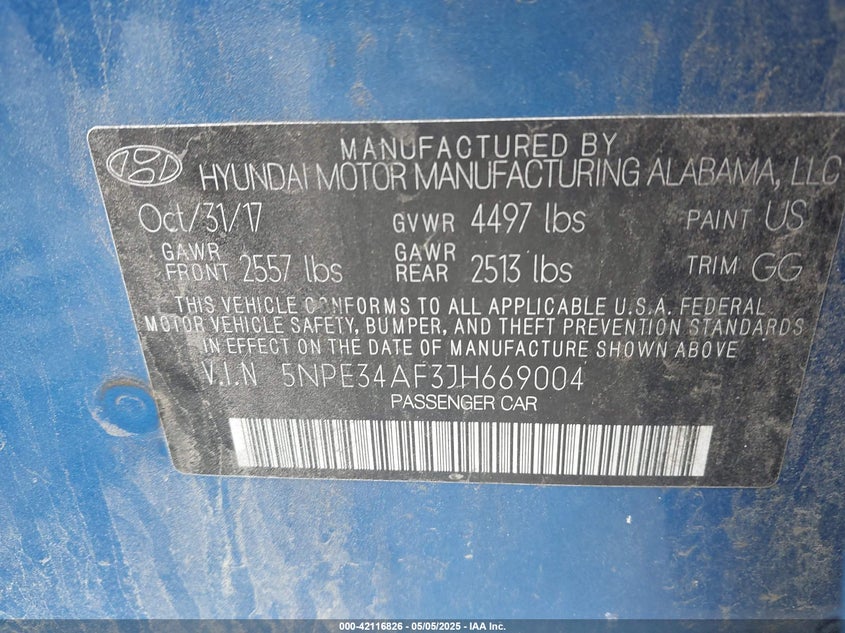 MANUFACTURED BY
HYUNDAI MOTOR MANUFACTURING ALABAMA, LLC
Oct/31/17 GVWR 4497 lbs PAINT US
GAWR FRONT 2557 lbs GAWR REAR 2513 lbs TRIM GG
THIS VEHICLE CONFORMS TO ALL APPLICABLE U.S.A. FEDERAL
MOTOR VEHICLE SAFETY, BUMPER, AND THEFT PREVENTION STANDARDS
IN EFFECT ON THE DATE OF MANUFACTURE SHOWN ABOVE
V.I.N 5NPE34AF3JH669004
PASSENGER CAR
000-42116826 - 05/05/2025 - IAA Inc.